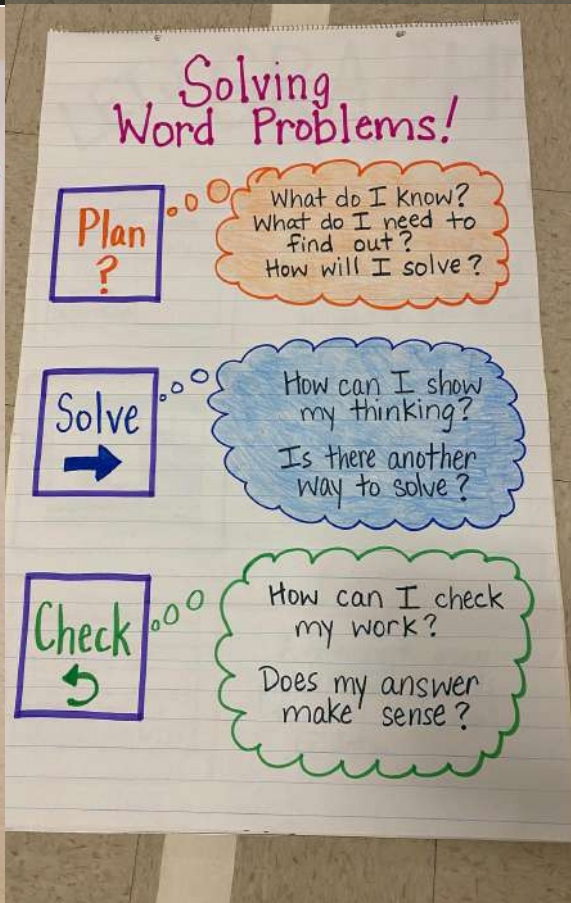 Solving
Word Problems!
Plan
?
What do I know?
What do I need to
find out?
How will I solve?
Solve
How can I show
my thinking?
Is there another
way to solve?
Check
How can I check
my work?
Does my answer
make sense?